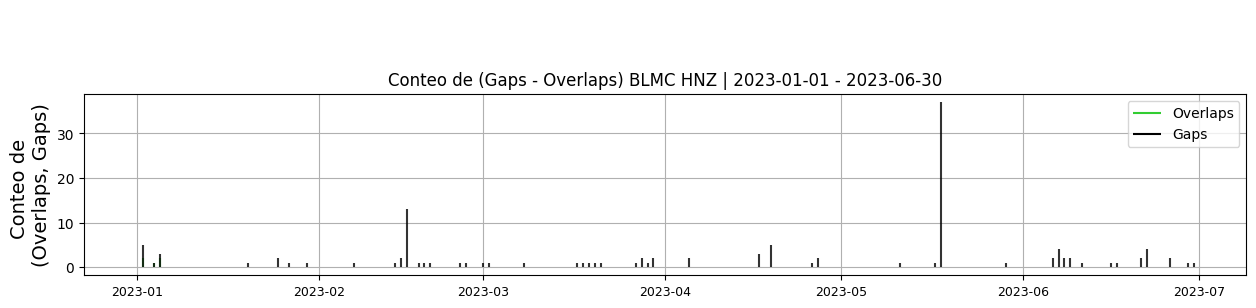 Conteo de (Gaps - Overlaps) BLMC HNZ | 2023-01-01 - 2023-06-30
Conteo de
(Overlaps, Gaps)
30
20
10
0
Overlaps
Gaps
2023-01 2023-02 2023-03 2023-04 2023-05 2023-06 2023-07